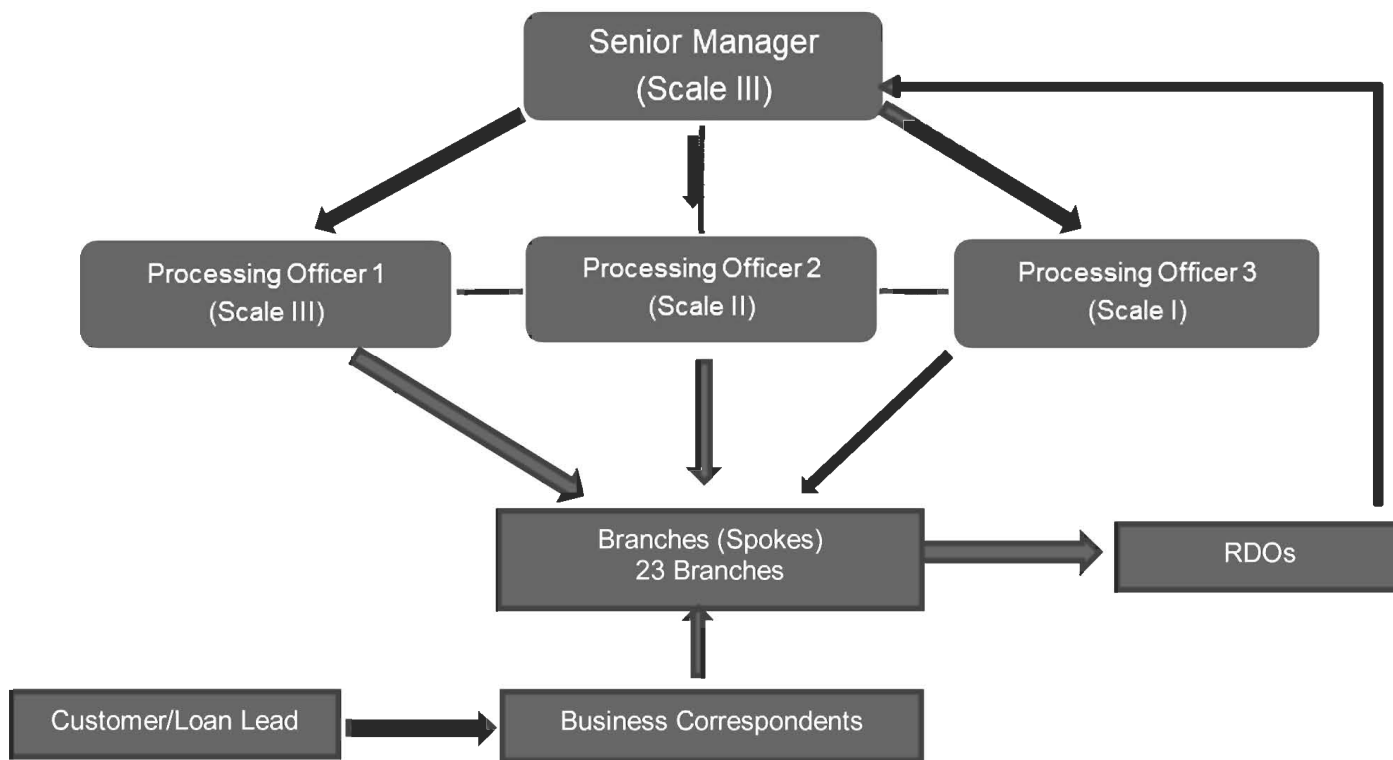 Senior Manager
(Scale III)
Processing Officer 1
(Scale III)
Processing Officer 2
(Scale II)
Processing Officer 3
(Scale I)
Branches (Spokes)
23 Branches
RDOs
Customer/Loan Lead
Business Correspondents